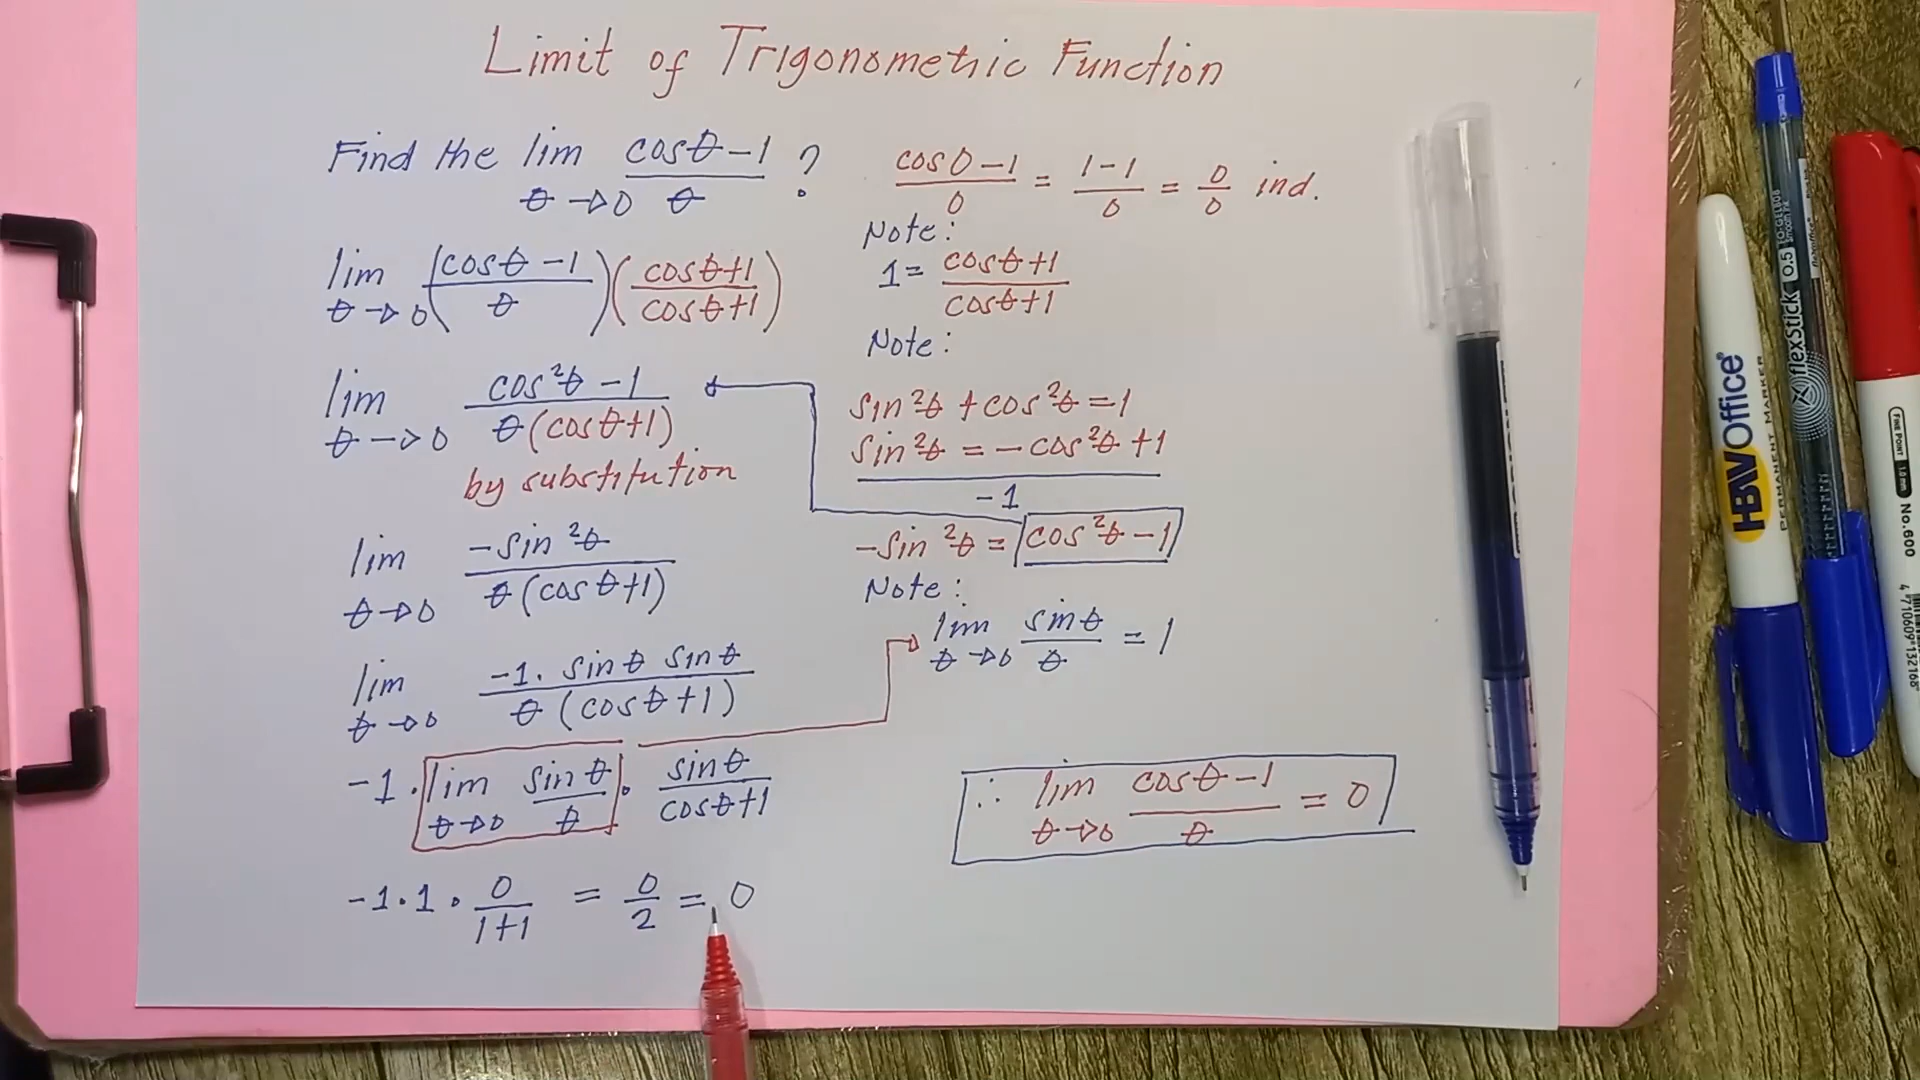 Limit of Trigonometric Function
Find the lim θ→0 (cosθ-1)/θ ?
lim θ→0 ((cosθ-1)/θ)((cosθ+1)/(cosθ+1))
lim θ→0 (cos²θ-1)/(θ(cosθ+1))
by substitution
lim θ→0 (-sin²θ)/(θ(cosθ+1))
lim θ→0 (-1. sinθ sinθ)/(θ(cosθ+1))
-1 · lim θ→0 sinθ/θ · sinθ/(cosθ+1)
-1·1· 0/(1+1) = 0/2 = 0
(cos0-1)/0 = (1-1)/0 = 0/0 ind.
Note:
1 = (cosθ+1)/(cosθ+1)
Note:
sin²θ + cos²θ = 1
sin²θ = -cos²θ + 1
-1
-sin²θ = cos²θ - 1
Note:
lim θ→0 sinθ/θ = 1
∴ lim θ→0 (cosθ-1)/θ = 0
HBWOffice
PERMANENT MARKER
flexStick 0.5
FINE POINT 1.0 mm
No.600
4710609132168